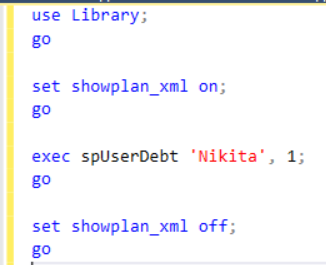 use Library;
go
set showplan_xml on;
go
exec spUserDebt 'Nikita', 1;
go
set showplan_xml off;
go